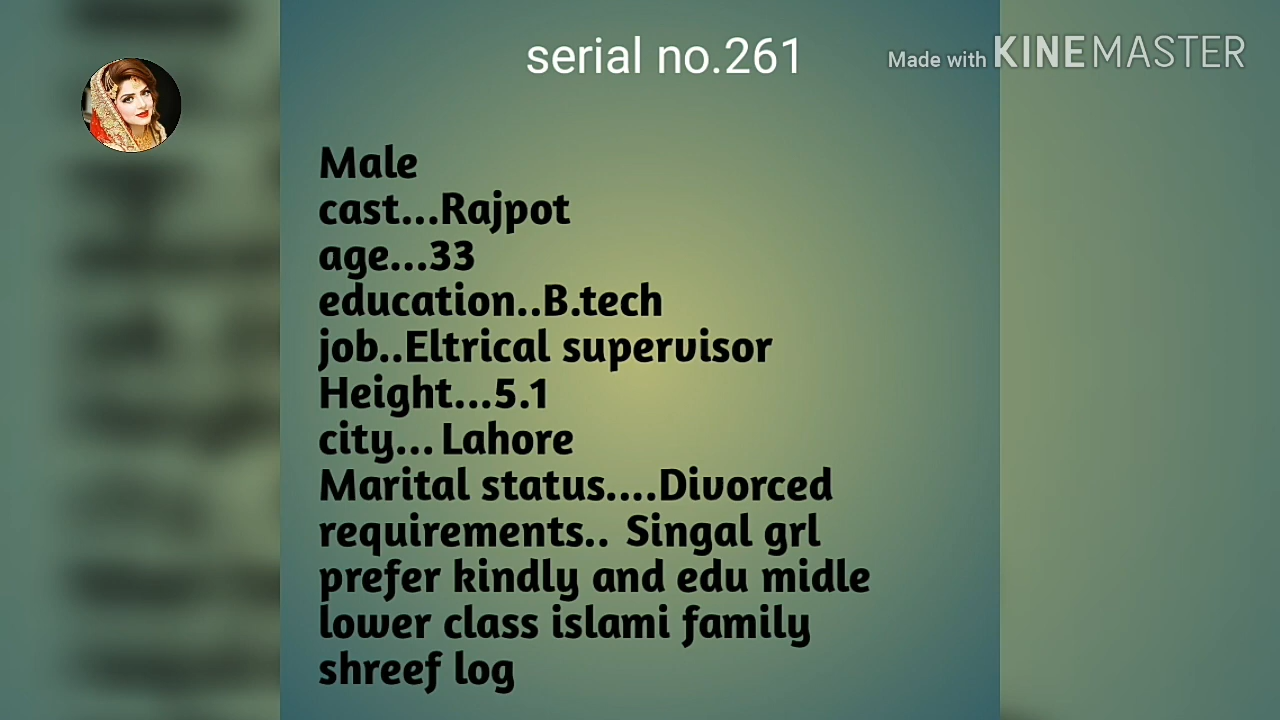 serial no.261
Made with KINEMASTER
Male
cast...Rajpot
age...33
education..B.tech
job..Eltrical supervisor
Height...5.1
city... Lahore
Marital status....Divorced
requirements.. Singal grl
prefer kindly and edu midle
lower class islami family
shreef log